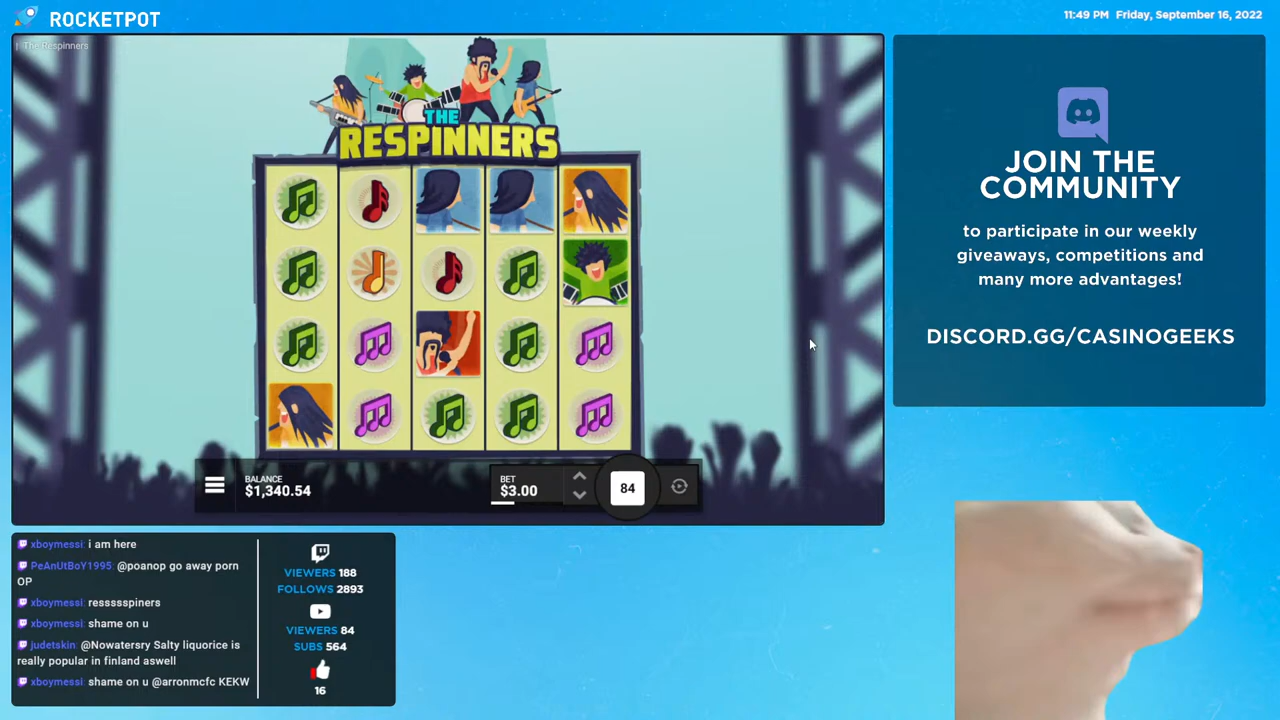 ROCKETPOT
11:49 PM Friday, September 16, 2022
| The Respinners
THE
RESPINNERS
BALANCE
$1,340.54
BET
$3.00
84
JOIN THE
COMMUNITY
to participate in our weekly
giveaways, competitions and
many more advantages!
DISCORD.GG/CASINOGEEKS
xboymessi: i am here
PeAnUtBoY1995: @poanop go away porn
OP
xboymessi: ressssspiners
xboymessi: shame on u
judetskin: @Nowatersry Salty liquorice is
really popular in finland aswell
xboymessi: shame on u @arronmcfc KEKW
VIEWERS 188
FOLLOWS 2893
VIEWERS 84
SUBS 564
16